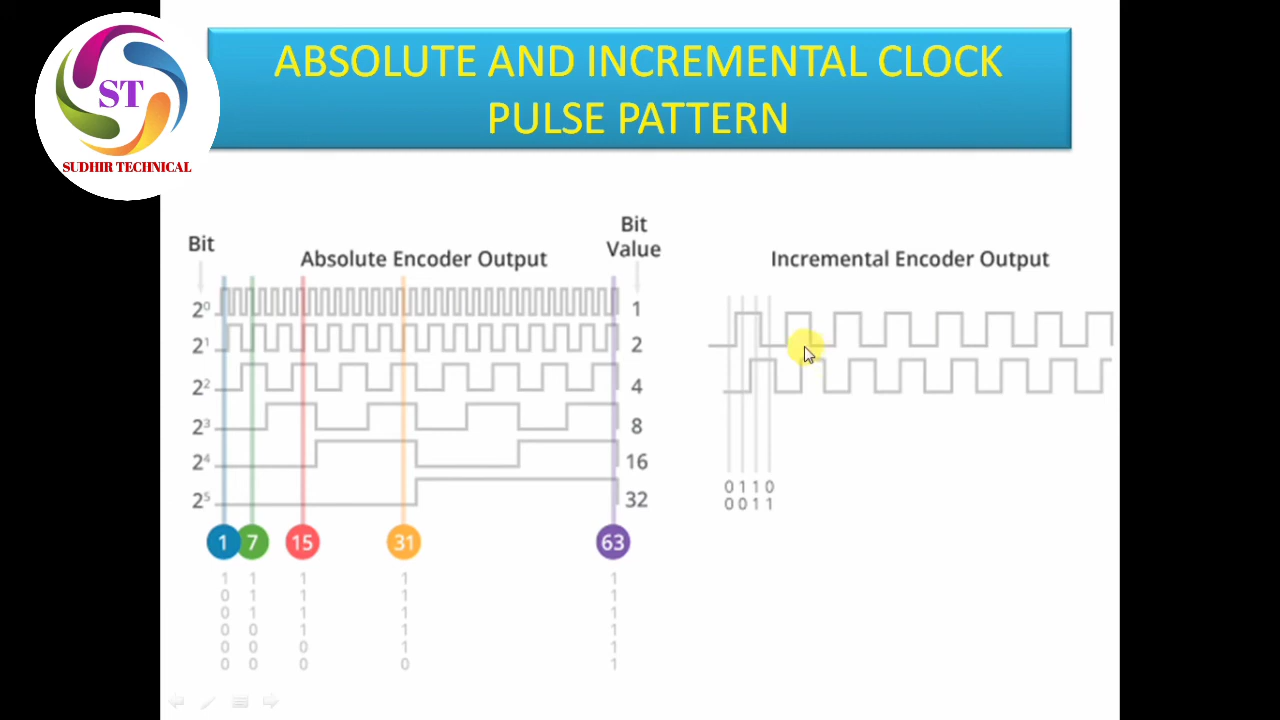 ABSOLUTE AND INCREMENTAL CLOCK
PULSE PATTERN
ST
SUDHIR TECHNICAL
Bit
Absolute Encoder Output
Bit
Value
2⁰ 1
2¹ 2
2² 4
2³ 8
2⁴ 16
2⁵ 32
1 7 15 31 63
1 1 1 1 1
0 1 1 1 1
0 1 1 1 1
0 0 1 1 1
0 0 0 1 1
0 0 0 0 1
Incremental Encoder Output
0 1 1 0
0 0 1 1